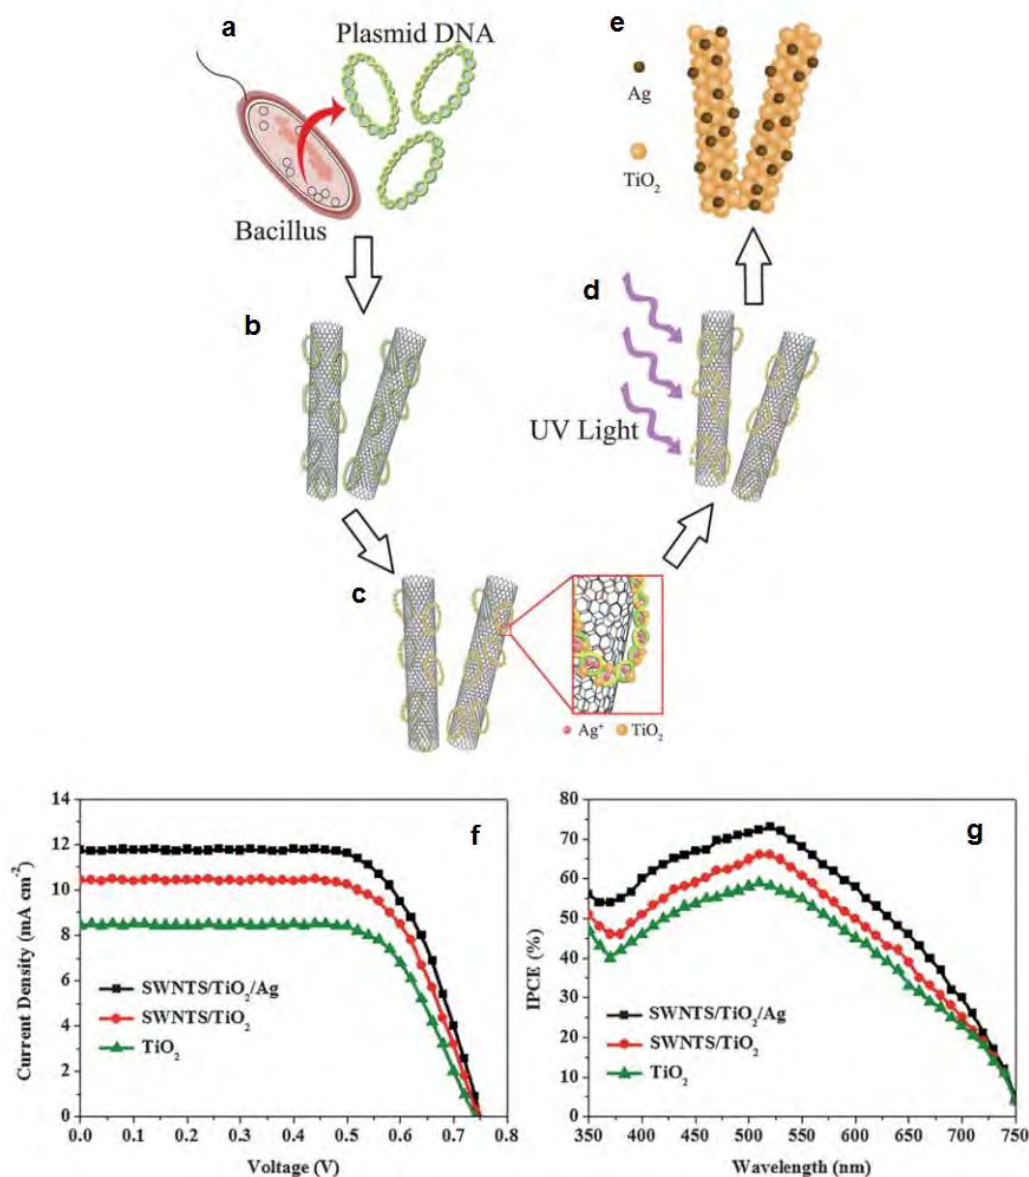 a
Plasmid DNA
Bacillus
b
c
Ag⁺ TiO₂
d
UV Light
e
Ag
TiO₂
f
14
12
10
8
6
4
2
0
Current Density (mA cm⁻²)
SWNTS/TiO₂/Ag
SWNTS/TiO₂
TiO₂
0.0 0.1 0.2 0.3 0.4 0.5 0.6 0.7 0.8
Voltage (V)
g
80
70
60
50
40
30
20
10
0
IPCE (%)
SWNTS/TiO₂/Ag
SWNTS/TiO₂
TiO₂
350 400 450 500 550 600 650 700 750
Wavelength (nm)